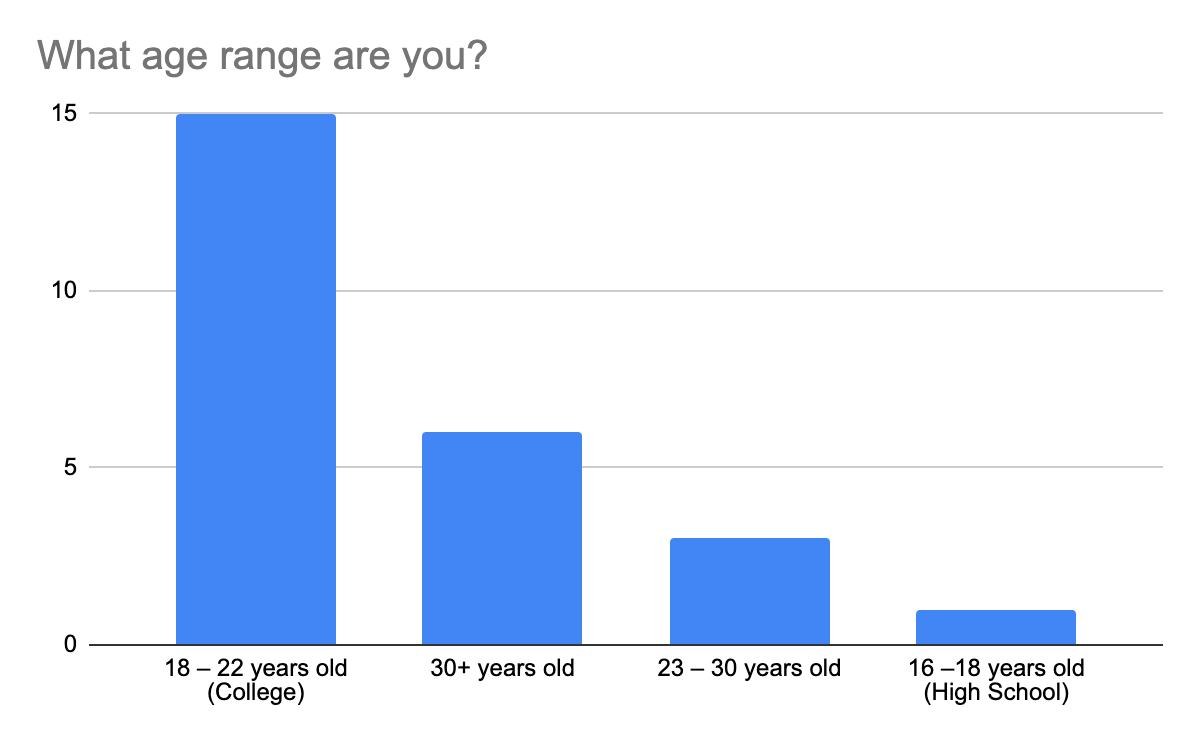 What age range are you?
15
10
5
0
18 – 22 years old
(College)
30+ years old
23 – 30 years old
16 –18 years old
(High School)